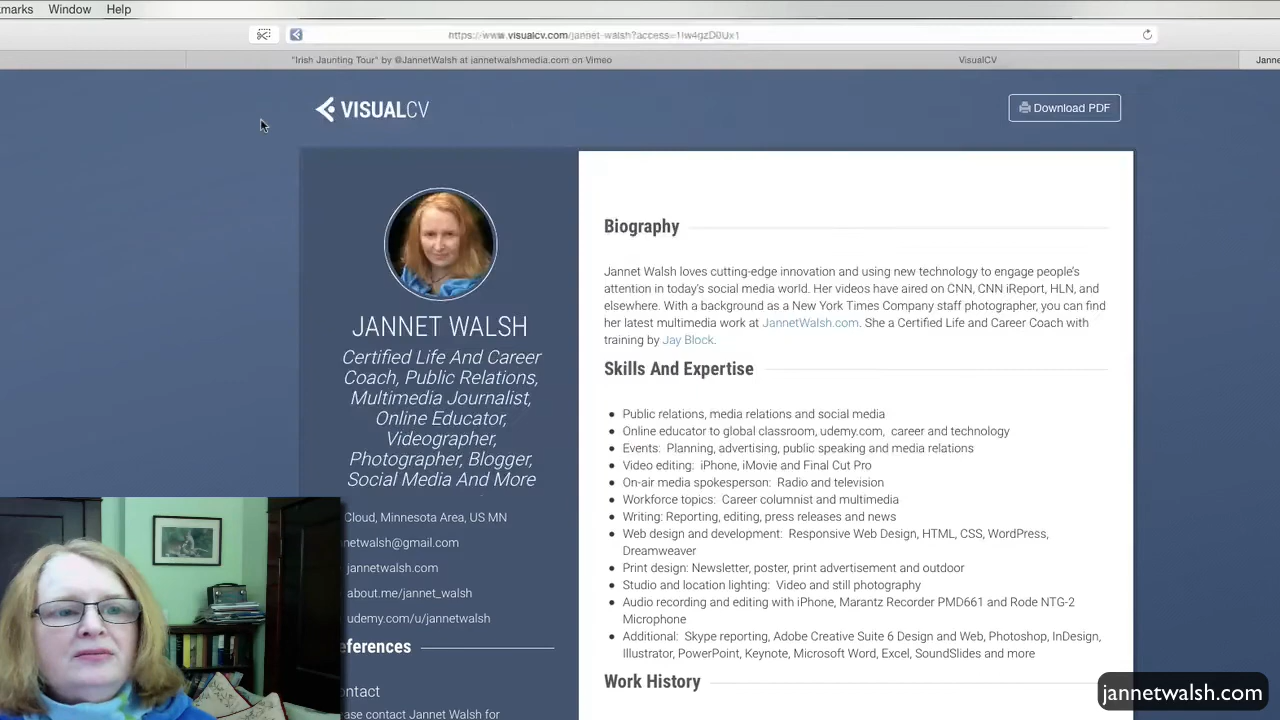 Window Help
https://www.visualcv.com/jannet-walsh?access=1Iw4gzD0Ux1
"Irish Jaunting Tour" by @JannetWalsh at jannetwalshmedia.com on Vimeo
VisualCV
VISUALCV
Download PDF
JANNET WALSH
Certified Life And Career
Coach, Public Relations,
Multimedia Journalist,
Online Educator,
Videographer,
Photographer, Blogger,
Social Media And More
Cloud, Minnesota Area, US MN
netwalsh@gmail.com
jannetwalsh.com
about.me/jannet_walsh
udemy.com/u/jannetwalsh
eferences
ontact
ase contact Jannet Walsh for
Biography
Jannet Walsh loves cutting-edge innovation and using new technology to engage people's
attention in today's social media world. Her videos have aired on CNN, CNN iReport, HLN, and
elsewhere. With a background as a New York Times Company staff photographer, you can find
her latest multimedia work at JannetWalsh.com. She a Certified Life and Career Coach with
training by Jay Block.
Skills And Expertise
Public relations, media relations and social media
Online educator to global classroom, udemy.com, career and technology
Events: Planning, advertising, public speaking and media relations
Video editing: iPhone, iMovie and Final Cut Pro
On-air media spokesperson: Radio and television
Workforce topics: Career columnist and multimedia
Writing: Reporting, editing, press releases and news
Web design and development: Responsive Web Design, HTML, CSS, WordPress,
Dreamweaver
Print design: Newsletter, poster, print advertisement and outdoor
Studio and location lighting: Video and still photography
Audio recording and editing with iPhone, Marantz Recorder PMD661 and Rode NTG-2
Microphone
Additional: Skype reporting, Adobe Creative Suite 6 Design and Web, Photoshop, InDesign,
Illustrator, PowerPoint, Keynote, Microsoft Word, Excel, SoundSlides and more
Work History
jannetwalsh.com